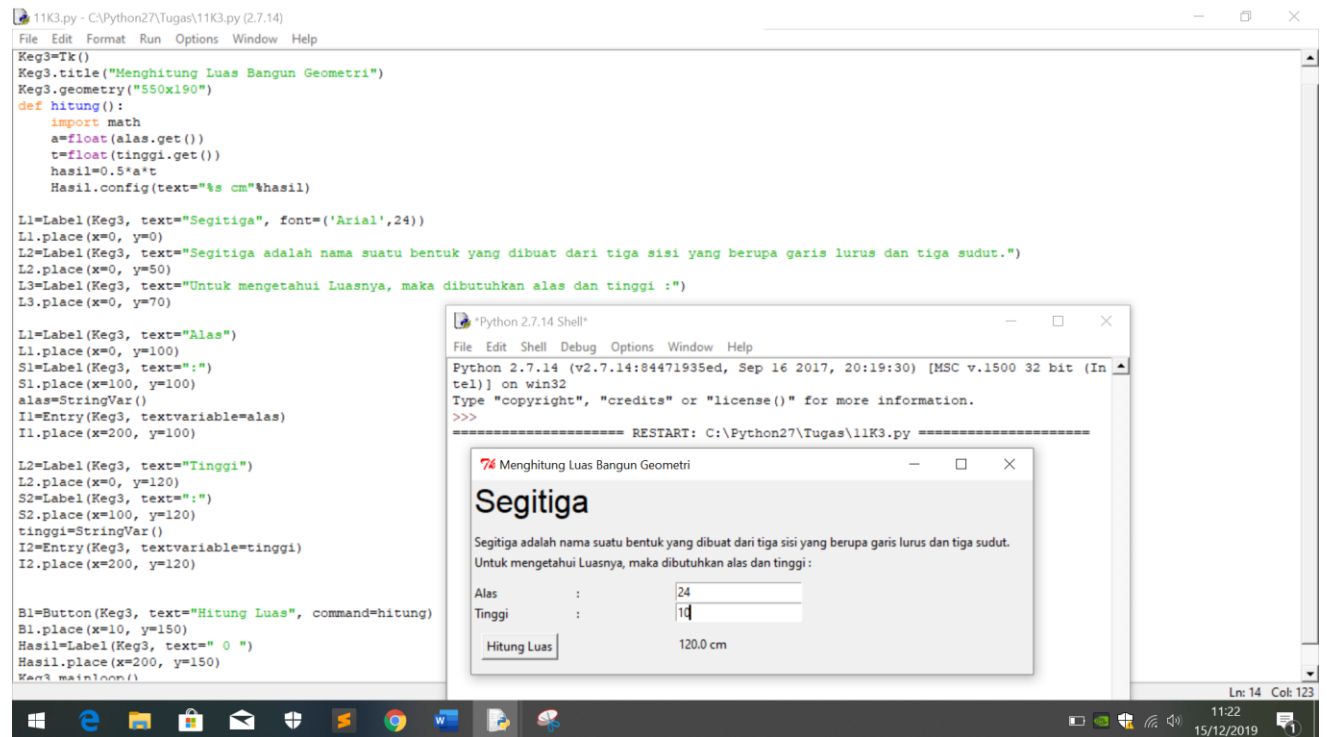 11K3.py - C:\Python27\Tugas\11K3.py (2.7.14)
File Edit Format Run Options Window Help
Keg3=Tk()
Keg3.title("Menghitung Luas Bangun Geometri")
Keg3.geometry("550x190")
def hitung():
    import math
    a=float(alas.get())
    t=float(tinggi.get())
    hasil=0.5*a*t
    Hasil.config(text="%s cm"%hasil)
L1=Label(Keg3, text="Segitiga", font=('Arial',24))
L1.place(x=0, y=0)
L2=Label(Keg3, text="Segitiga adalah nama suatu bentuk yang dibuat dari tiga sisi yang berupa garis lurus dan tiga sudut.")
L2.place(x=0, y=50)
L3=Label(Keg3, text="Untuk mengetahui Luasnya, maka dibutuhkan alas dan tinggi :")
L3.place(x=0, y=70)
L1=Label(Keg3, text="Alas")
L1.place(x=0, y=100)
S1=Label(Keg3, text=":")
S1.place(x=100, y=100)
alas=StringVar()
I1=Entry(Keg3, textvariable=alas)
I1.place(x=200, y=100)
L2=Label(Keg3, text="Tinggi")
L2.place(x=0, y=120)
S2=Label(Keg3, text=":")
S2.place(x=100, y=120)
tinggi=StringVar()
I2=Entry(Keg3, textvariable=tinggi)
I2.place(x=200, y=120)
B1=Button(Keg3, text="Hitung Luas", command=hitung)
B1.place(x=10, y=150)
Hasil=Label(Keg3, text=" 0 ")
Hasil.place(x=200, y=150)
Keg3.mainloop()
*Python 2.7.14 Shell*
File Edit Shell Debug Options Window Help
Python 2.7.14 (v2.7.14:84471935ed, Sep 16 2017, 20:19:30) [MSC v.1500 32 bit (In
tel)] on win32
Type "copyright", "credits" or "license()" for more information.
>>>
===================== RESTART: C:\Python27\Tugas\11K3.py =====================
Menghitung Luas Bangun Geometri
Segitiga
Segitiga adalah nama suatu bentuk yang dibuat dari tiga sisi yang berupa garis lurus dan tiga sudut.
Untuk mengetahui Luasnya, maka dibutuhkan alas dan tinggi :
Alas : 24
Tinggi : 10
Hitung Luas 120.0 cm
Ln: 14 Col: 123
11:22
15/12/2019